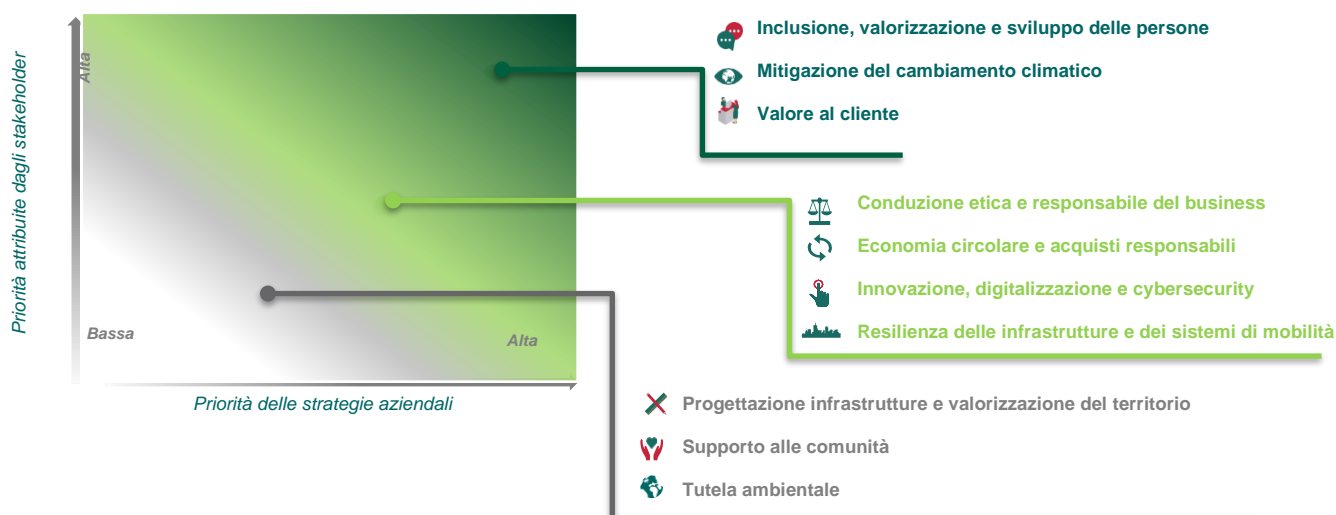 Priorità attribuite dagli stakeholder
Alta
Bassa
Alta
Priorità delle strategie aziendali
Inclusione, valorizzazione e sviluppo delle persone
Mitigazione del cambiamento climatico
Valore al cliente
Conduzione etica e responsabile del business
Economia circolare e acquisti responsabili
Innovazione, digitalizzazione e cybersecurity
Resilienza delle infrastrutture e dei sistemi di mobilità
Progettazione infrastrutture e valorizzazione del territorio
Supporto alle comunità
Tutela ambientale